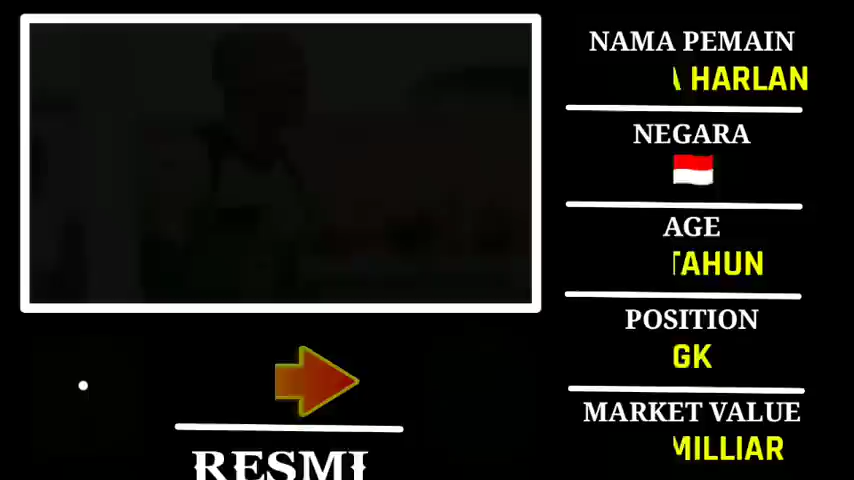 NAMA PEMAIN
HARLAN
NEGARA
AGE
TAHUN
POSITION
GK
MARKET VALUE
MILLIAR
RESMI